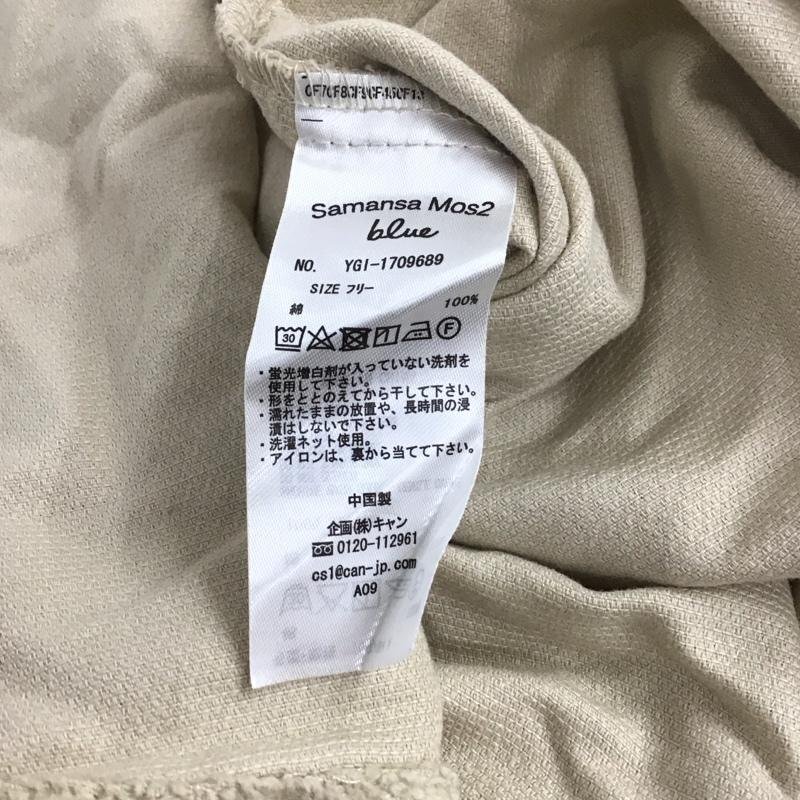 Samansa Mos2
blue
NO. YGI-1709689
SIZE フリー
綿 100%
30
F
・蛍光増白剤が入っていない洗剤を
使用して下さい。
・形をととのえてから干して下さい。
・濡れたままの放置や、長時間の浸
漬はしないで下さい。
・洗濯ネット使用。
・アイロンは、裏から当てて下さい。
中国製
企画(株)キャン
0120-112961
cs1@can-jp.com
A09